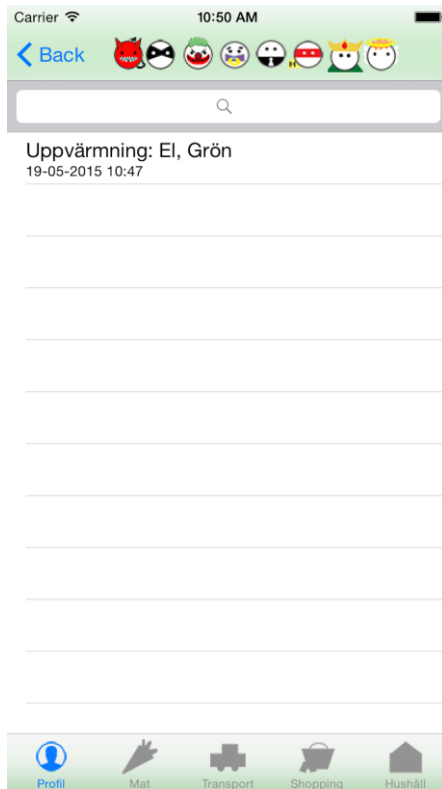 Carrier 10:50 AM
Back
H
Uppvärmning: El, Grön
19-05-2015 10:47
Profil Mat Transport Shopping Hushåll